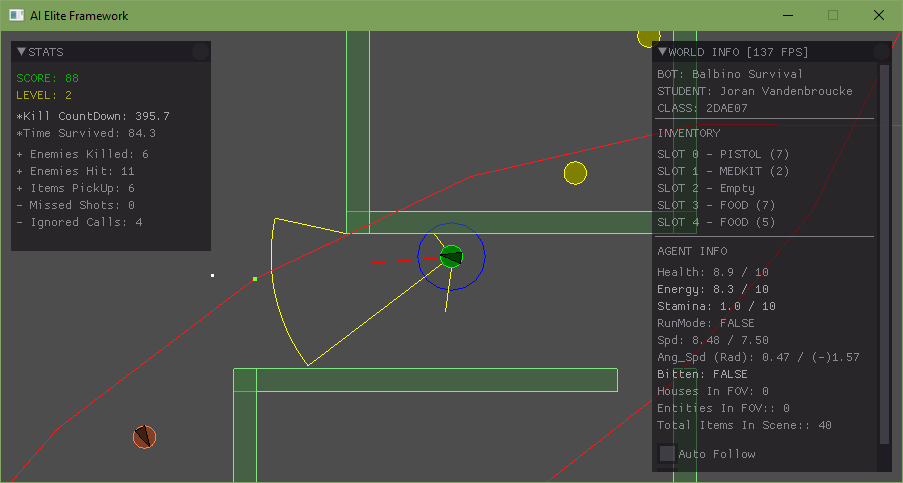 AI Elite Framework
STATS
SCORE: 88
LEVEL: 2
*Kill CountDown: 395.7
*Time Survived: 84.3
+ Enemies Killed: 6
+ Enemies Hit: 11
+ Items PickUp: 6
- Missed Shots: 0
- Ignored Calls: 4
WORLD INFO [137 FPS]
BOT: Balbino Survival
STUDENT: Joran Vandenbroucke
CLASS: 2DAE07
INVENTORY
SLOT 0 - PISTOL (7)
SLOT 1 - MEDKIT (2)
SLOT 2 - Empty
SLOT 3 - FOOD (7)
SLOT 4 - FOOD (5)
AGENT INFO
Health: 8.9 / 10
Energy: 8.3 / 10
Stamina: 1.0 / 10
RunMode: FALSE
Spd: 8.48 / 7.50
Ang_Spd (Rad): 0.47 / (-)1.57
Bitten: FALSE
Houses In FOV: 0
Entities In FOV:: 0
Total Items In Scene:: 40
Auto Follow